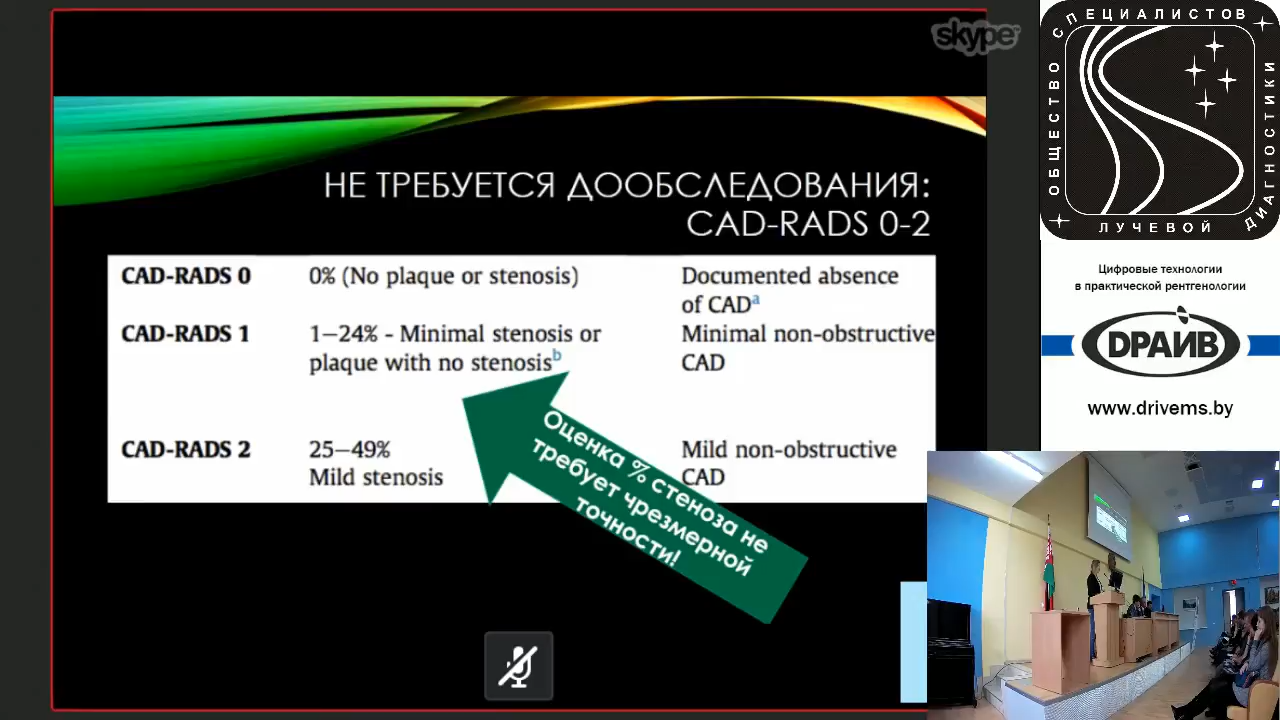 skype
НЕ ТРЕБУЕТСЯ ДООБСЛЕДОВАНИЯ:
CAD-RADS 0-2
CAD-RADS 0 0% (No plaque or stenosis) Documented absence
of CADa
CAD-RADS 1 1–24% - Minimal stenosis or Minimal non-obstructive
plaque with no stenosisb CAD
CAD-RADS 2 25–49% Mild non-obstructive
Mild stenosis CAD
Оценка % стеноза не
требует чрезмерной
точности!
ОБЩЕСТВО СПЕЦИАЛИСТОВ
ЛУЧЕВОЙ ДИАГНОСТИКИ
Цифровые технологии
в практической рентгенологии
ДРАЙВ
www.drivems.by